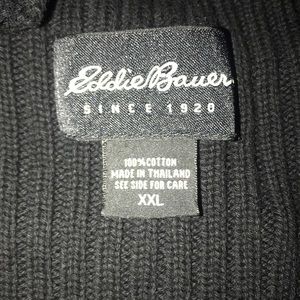 Eddie Bauer
SINCE 1920
100% COTTON
MADE IN THAILAND
SEE SIDE FOR CARE
XXL